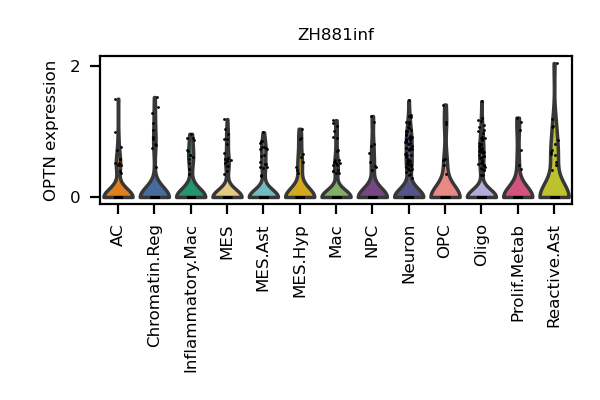 ZH881inf
OPTN expression
2
0
AC
Chromatin.Reg
Inflammatory.Mac
MES
MES.Ast
MES.Hyp
Mac
NPC
Neuron
OPC
Oligo
Prolif.Metab
Reactive.Ast